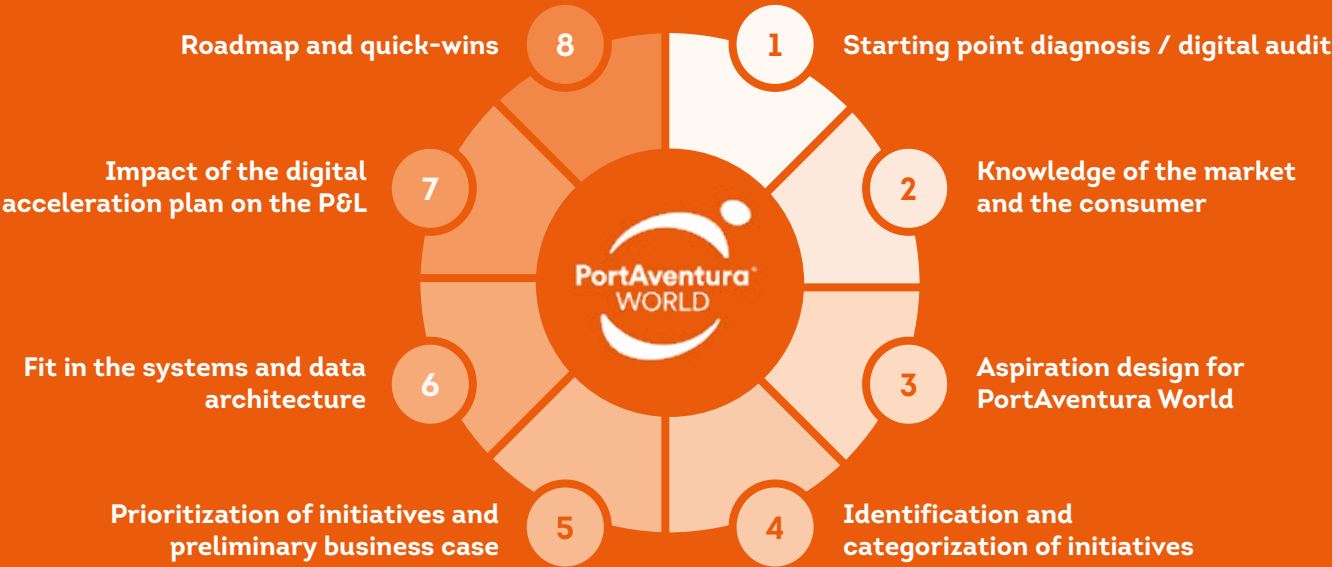 1
Starting point diagnosis / digital audit
2
Knowledge of the market
and the consumer
3
Aspiration design for
PortAventura World
4
Identification and
categorization of initiatives
5
Prioritization of initiatives and
preliminary business case
6
Fit in the systems and data
architecture
7
Impact of the digital
acceleration plan on the P&L
8
Roadmap and quick-wins
PortAventura®
WORLD